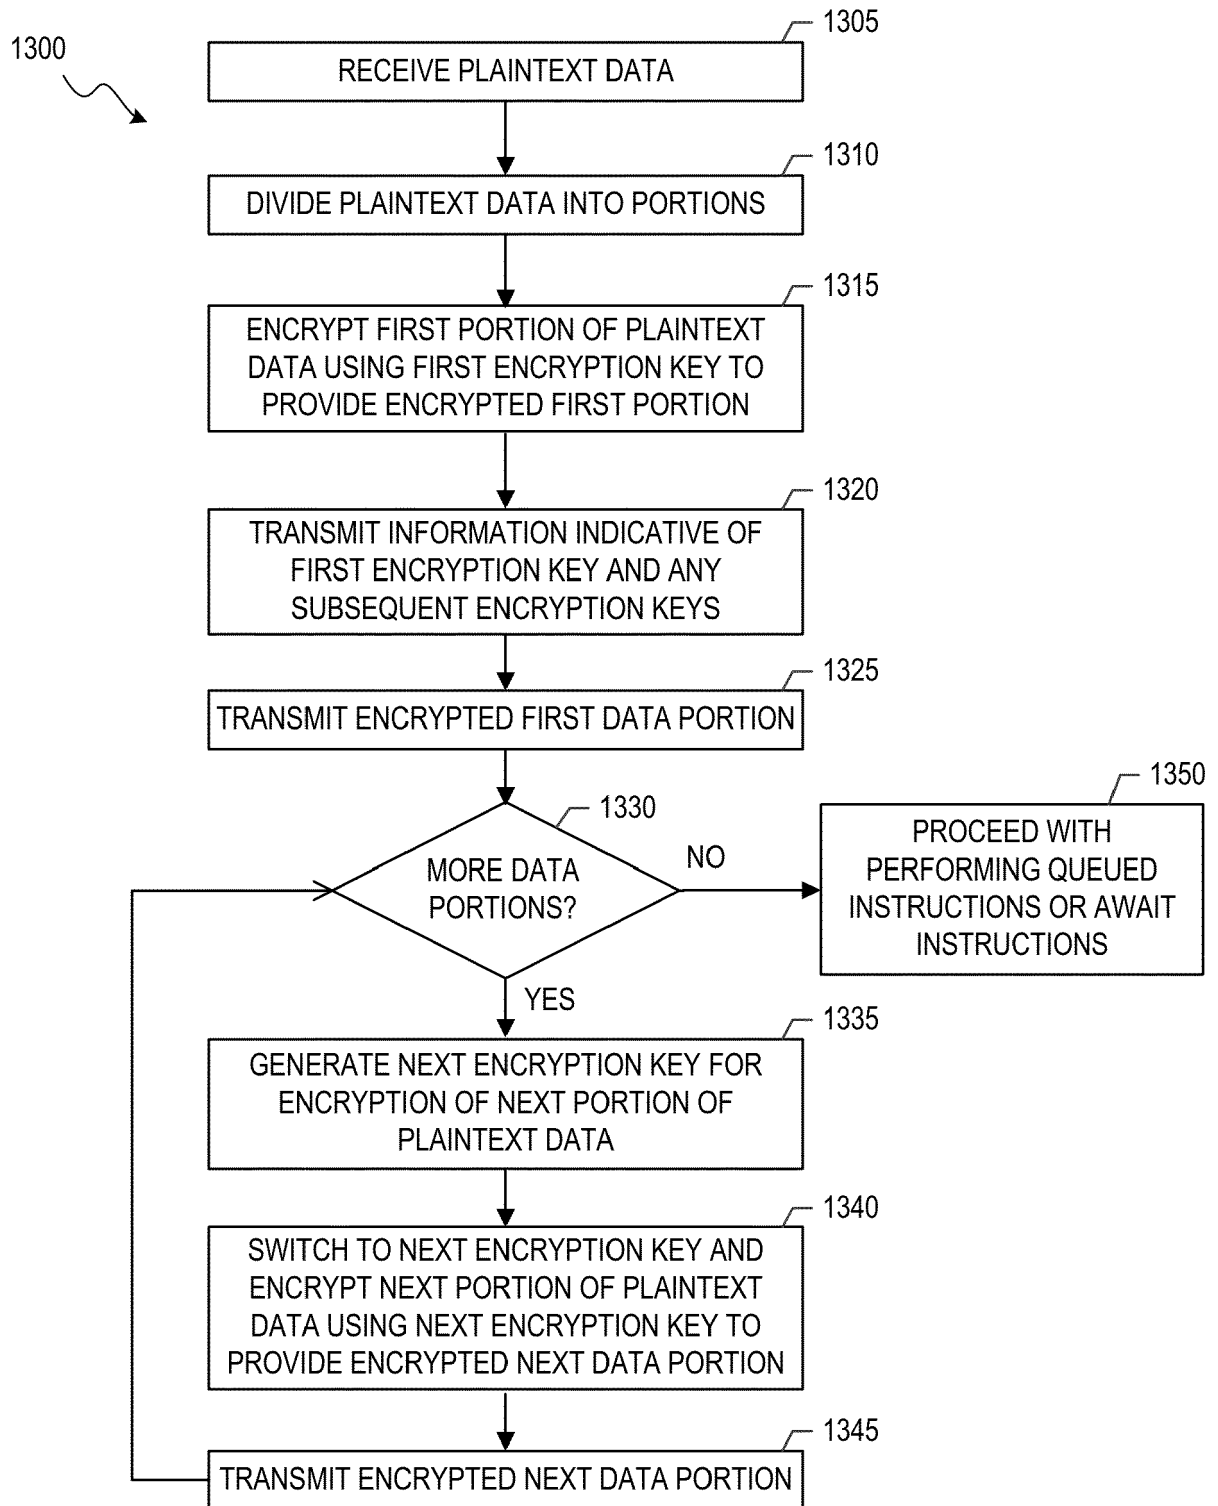 1300
1305
RECEIVE PLAINTEXT DATA
1310
DIVIDE PLAINTEXT DATA INTO PORTIONS
1315
ENCRYPT FIRST PORTION OF PLAINTEXT
DATA USING FIRST ENCRYPTION KEY TO
PROVIDE ENCRYPTED FIRST PORTION
1320
TRANSMIT INFORMATION INDICATIVE OF
FIRST ENCRYPTION KEY AND ANY
SUBSEQUENT ENCRYPTION KEYS
1325
TRANSMIT ENCRYPTED FIRST DATA PORTION
1330
MORE DATA
PORTIONS?
NO
1350
PROCEED WITH
PERFORMING QUEUED
INSTRUCTIONS OR AWAIT
INSTRUCTIONS
YES
1335
GENERATE NEXT ENCRYPTION KEY FOR
ENCRYPTION OF NEXT PORTION OF
PLAINTEXT DATA
1340
SWITCH TO NEXT ENCRYPTION KEY AND
ENCRYPT NEXT PORTION OF PLAINTEXT
DATA USING NEXT ENCRYPTION KEY TO
PROVIDE ENCRYPTED NEXT DATA PORTION
1345
TRANSMIT ENCRYPTED NEXT DATA PORTION